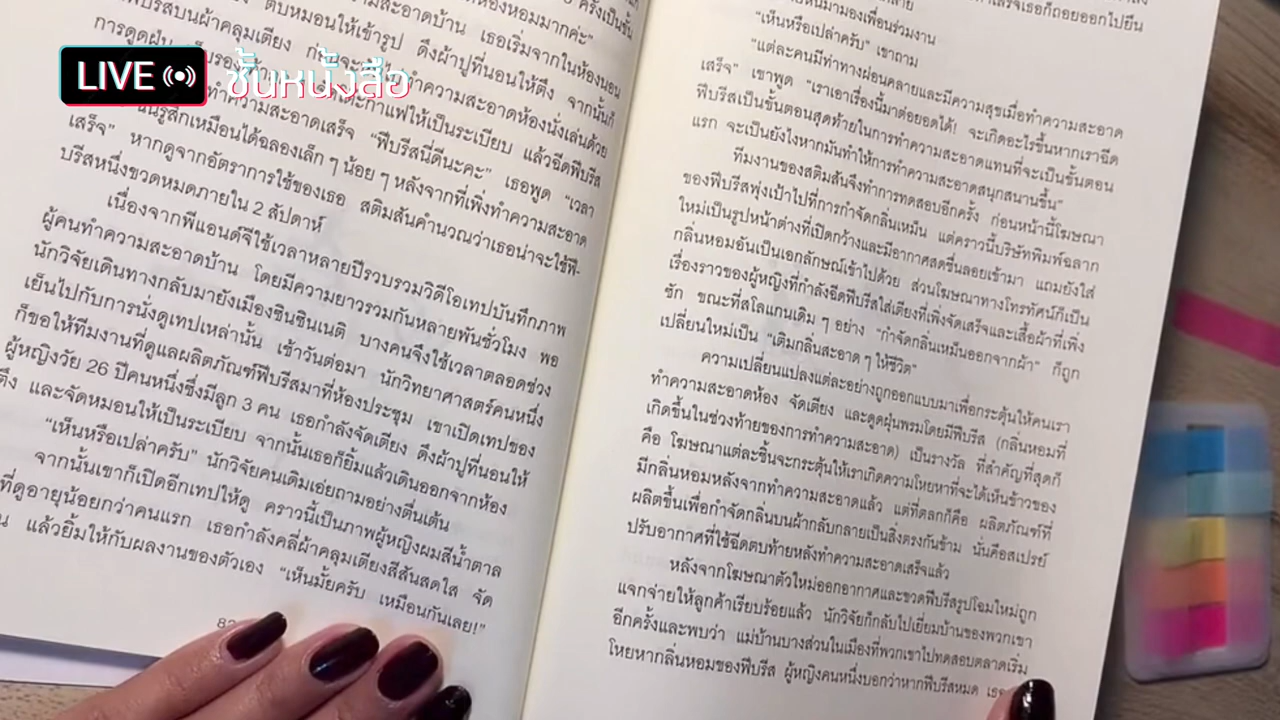 LIVE ชั้นหนังสือ
ครั้งเป็นขั้น
ฟีบรีสบนผ้าคลุมเตียง
ความสะอาดบ้าน
ห้องหอมมากค่ะ"
ตบหมอนให้เข้ารูป ดึงผ้าปูที่นอนให้ตึง จากนั้นก็
เธอเริ่มจากในห้องนอน
การดูดฝุ่น
ทำความสะอาดห้องนั่งเล่นด้วย
โต๊ะกาแฟให้เป็นระเบียบ แล้วฉีดฟีบรีส
ทำความสะอาดเสร็จ "ฟีบรีสนี่ดีนะคะ" เธอพูด "เวลา
รู้สึกเหมือนได้ฉลองเล็ก ๆ น้อย ๆ หลังจากที่เพิ่งทำความสะอาด
เสร็จ" หากดูจากอัตราการใช้ของเธอ สติมสันคำนวณว่าเธอน่าจะใช้ฟี-
บรีสหนึ่งขวดหมดภายใน 2 สัปดาห์
เนื่องจากพีแอนด์จีใช้เวลาหลายปีรวบรวมวิดีโอเทปบันทึกภาพ
ผู้คนทำความสะอาดบ้าน โดยมีความยาวรวมกันหลายพันชั่วโมง พอ
นักวิจัยเดินทางกลับมายังเมืองซินซินเนติ บางคนจึงใช้เวลาตลอดช่วง
เย็นไปกับการนั่งดูเทปเหล่านั้น เช้าวันต่อมา นักวิทยาศาสตร์คนหนึ่ง
ก็ขอให้ทีมงานที่ดูแลผลิตภัณฑ์ฟีบรีสมาที่ห้องประชุม เขาเปิดเทปของ
ผู้หญิงวัย 26 ปีคนหนึ่งซึ่งมีลูก 3 คน เธอกำลังจัดเตียง ดึงผ้าปูที่นอนให้
ตึง และจัดหมอนให้เป็นระเบียบ จากนั้นเธอก็ยิ้มแล้วเดินออกจากห้อง
"เห็นหรือเปล่าครับ" นักวิจัยคนเดิมเอ่ยถามอย่างตื่นเต้น
จากนั้นเขาก็เปิดอีกเทปให้ดู คราวนี้เป็นภาพผู้หญิงผมสีน้ำตาล
ที่ดูอายุน้อยกว่าคนแรก เธอกำลังคลี่ผ้าคลุมเตียงสีสันสดใส จัด
แล้วยิ้มให้กับผลงานของตัวเอง "เห็นมั้ยครับ เหมือนกันเลย!"
เสร็จเธอก็ถอยออกไปยืน
หันมามองเพื่อนร่วมงาน
"เห็นหรือเปล่าครับ" เขาถาม
"แต่ละคนมีท่าทางผ่อนคลายและมีความสุขเมื่อทำความสะอาด
เสร็จ" เขาพูด "เราเอาเรื่องนี้มาต่อยอดได้! จะเกิดอะไรขึ้นหากเราฉีด
ฟีบรีสเป็นขั้นตอนสุดท้ายในการทำความสะอาดแทนที่จะเป็นขั้นตอน
แรก จะเป็นยังไงหากมันทำให้การทำความสะอาดสนุกสนานขึ้น"
ทีมงานของสติมสันจึงทำการทดสอบอีกครั้ง ก่อนหน้านี้โฆษณา
ของฟีบรีสพุ่งเป้าไปที่การกำจัดกลิ่นเหม็น แต่คราวนี้บริษัทพิมพ์ฉลาก
ใหม่เป็นรูปหน้าต่างที่เปิดกว้างและมีอากาศสดชื่นลอยเข้ามา แถมยังใส่
กลิ่นหอมอันเป็นเอกลักษณ์เข้าไปด้วย ส่วนโฆษณาทางโทรทัศน์ก็เป็น
เรื่องราวของผู้หญิงที่กำลังฉีดฟีบรีสใส่เตียงที่เพิ่งจัดเสร็จและเสื้อผ้าที่เพิ่ง
ซัก ขณะที่สโลแกนเดิม ๆ อย่าง "กำจัดกลิ่นเหม็นออกจากผ้า" ก็ถูก
เปลี่ยนใหม่เป็น "เติมกลิ่นสะอาด ๆ ให้ชีวิต"
ความเปลี่ยนแปลงแต่ละอย่างถูกออกแบบมาเพื่อกระตุ้นให้คนเรา
ทำความสะอาดห้อง จัดเตียง และดูดฝุ่นพรมโดยมีฟีบรีส (กลิ่นหอมที่
เกิดขึ้นในช่วงท้ายของการทำความสะอาด) เป็นรางวัล ที่สำคัญที่สุดก็
คือ โฆษณาแต่ละชิ้นจะกระตุ้นให้เราเกิดความโหยหาที่จะได้เห็นข้าวของ
มีกลิ่นหอมหลังจากทำความสะอาดแล้ว แต่ที่ตลกก็คือ ผลิตภัณฑ์ที่
ผลิตขึ้นเพื่อกำจัดกลิ่นบนผ้ากลับกลายเป็นสิ่งตรงกันข้าม นั่นคือสเปรย์
ปรับอากาศที่ใช้ฉีดตบท้ายหลังทำความสะอาดเสร็จแล้ว
หลังจากโฆษณาตัวใหม่ออกอากาศและขวดฟีบรีสรูปโฉมใหม่ถูก
แจกจ่ายให้ลูกค้าเรียบร้อยแล้ว นักวิจัยก็กลับไปเยี่ยมบ้านของพวกเขา
อีกครั้งและพบว่า แม่บ้านบางส่วนในเมืองที่พวกเขาไปทดสอบตลาดเริ่ม
โหยหากลิ่นหอมของฟีบรีส ผู้หญิงคนหนึ่งบอกว่าหากฟีบรีสหมด